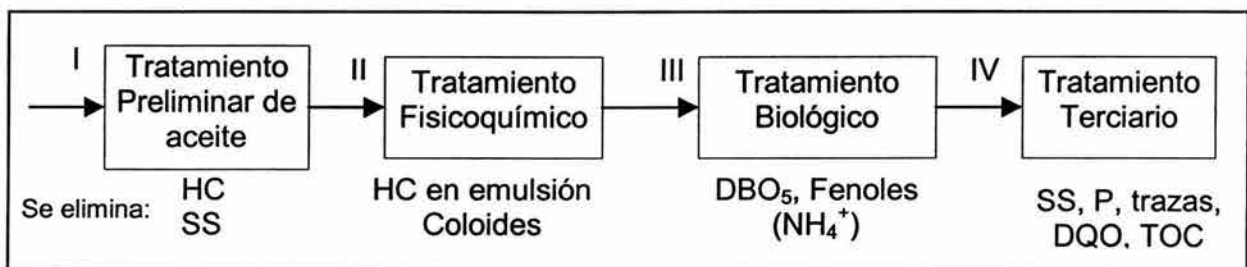 I
Tratamiento
Preliminar de
aceite
II
Tratamiento
Fisicoquímico
III
Tratamiento
Biológico
IV
Tratamiento
Terciario
Se elimina:
HC
SS
HC en emulsión
Coloides
DBO₅, Fenoles
(NH₄⁺)
SS, P, trazas,
DQO, TOC